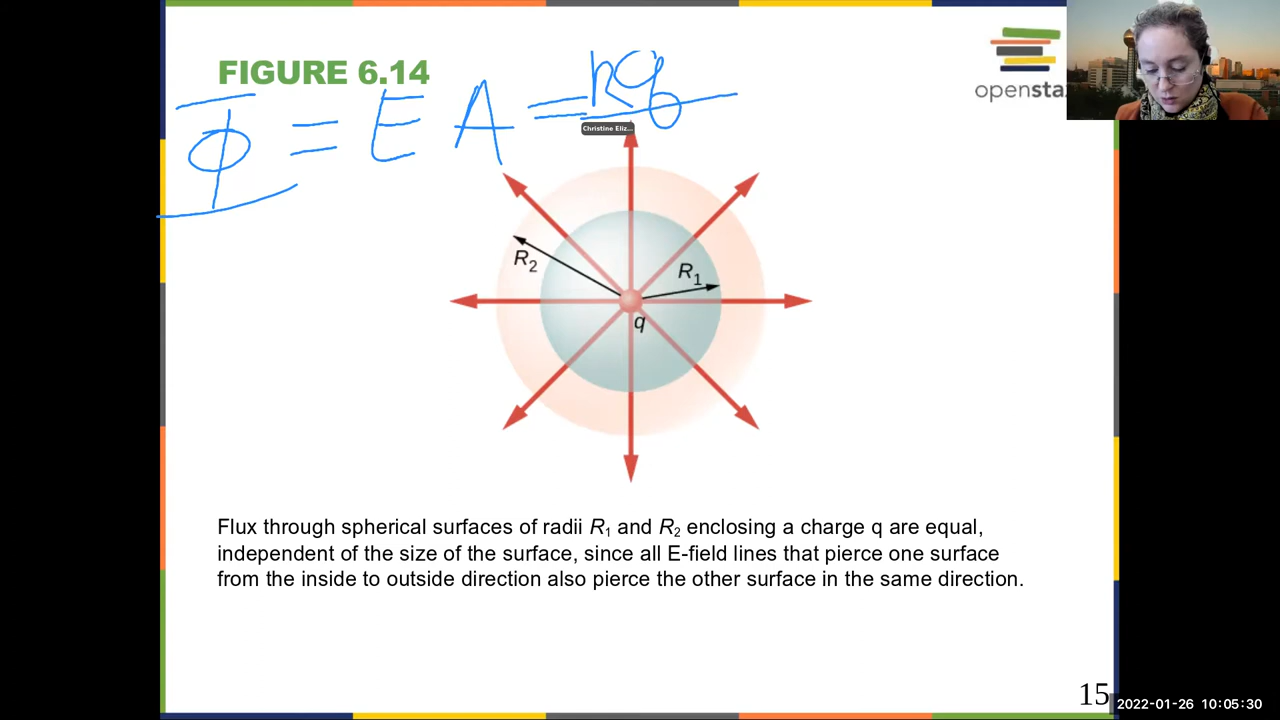 FIGURE 6.14
openstax
Φ = E A = kq
Christine Eliz...
R₂
R₁
q
Flux through spherical surfaces of radii R₁ and R₂ enclosing a charge q are equal,
independent of the size of the surface, since all E-field lines that pierce one surface
from the inside to outside direction also pierce the other surface in the same direction.
15
2022-01-26 10:05:30